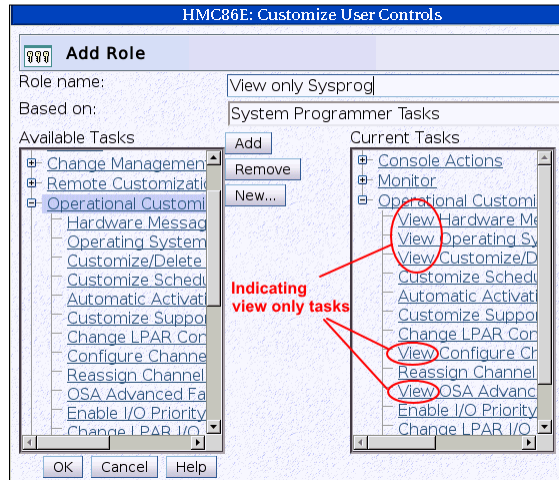 HMC86E: Customize User Controls
Add Role
Role name:
View only Sysprog
Based on:
System Programmer Tasks
Available Tasks
Change Managemen
Remote Customizati
Operational Customi
Hardware Messag
Operating System
Customize/Delete
Customize Schedu
Automatic Activati
Customize Suppor
Change LPAR Con
Configure Channe
Reassign Channel
OSA Advanced Fa
Enable I/O Priority
Change LPAR I/O
Add
Remove
New...
Current Tasks
Console Actions
Monitor
Operational Customi
View Hardware Me
View Operating Sy
View Customize/D
Customize Schedu
Automatic Activati
Customize Suppor
Change LPAR Con
View Configure Ch
Reassign Channel
View OSA Advanc
Enable I/O Priority
Change LPAR I/O
Indicating
view only tasks
OK
Cancel
Help